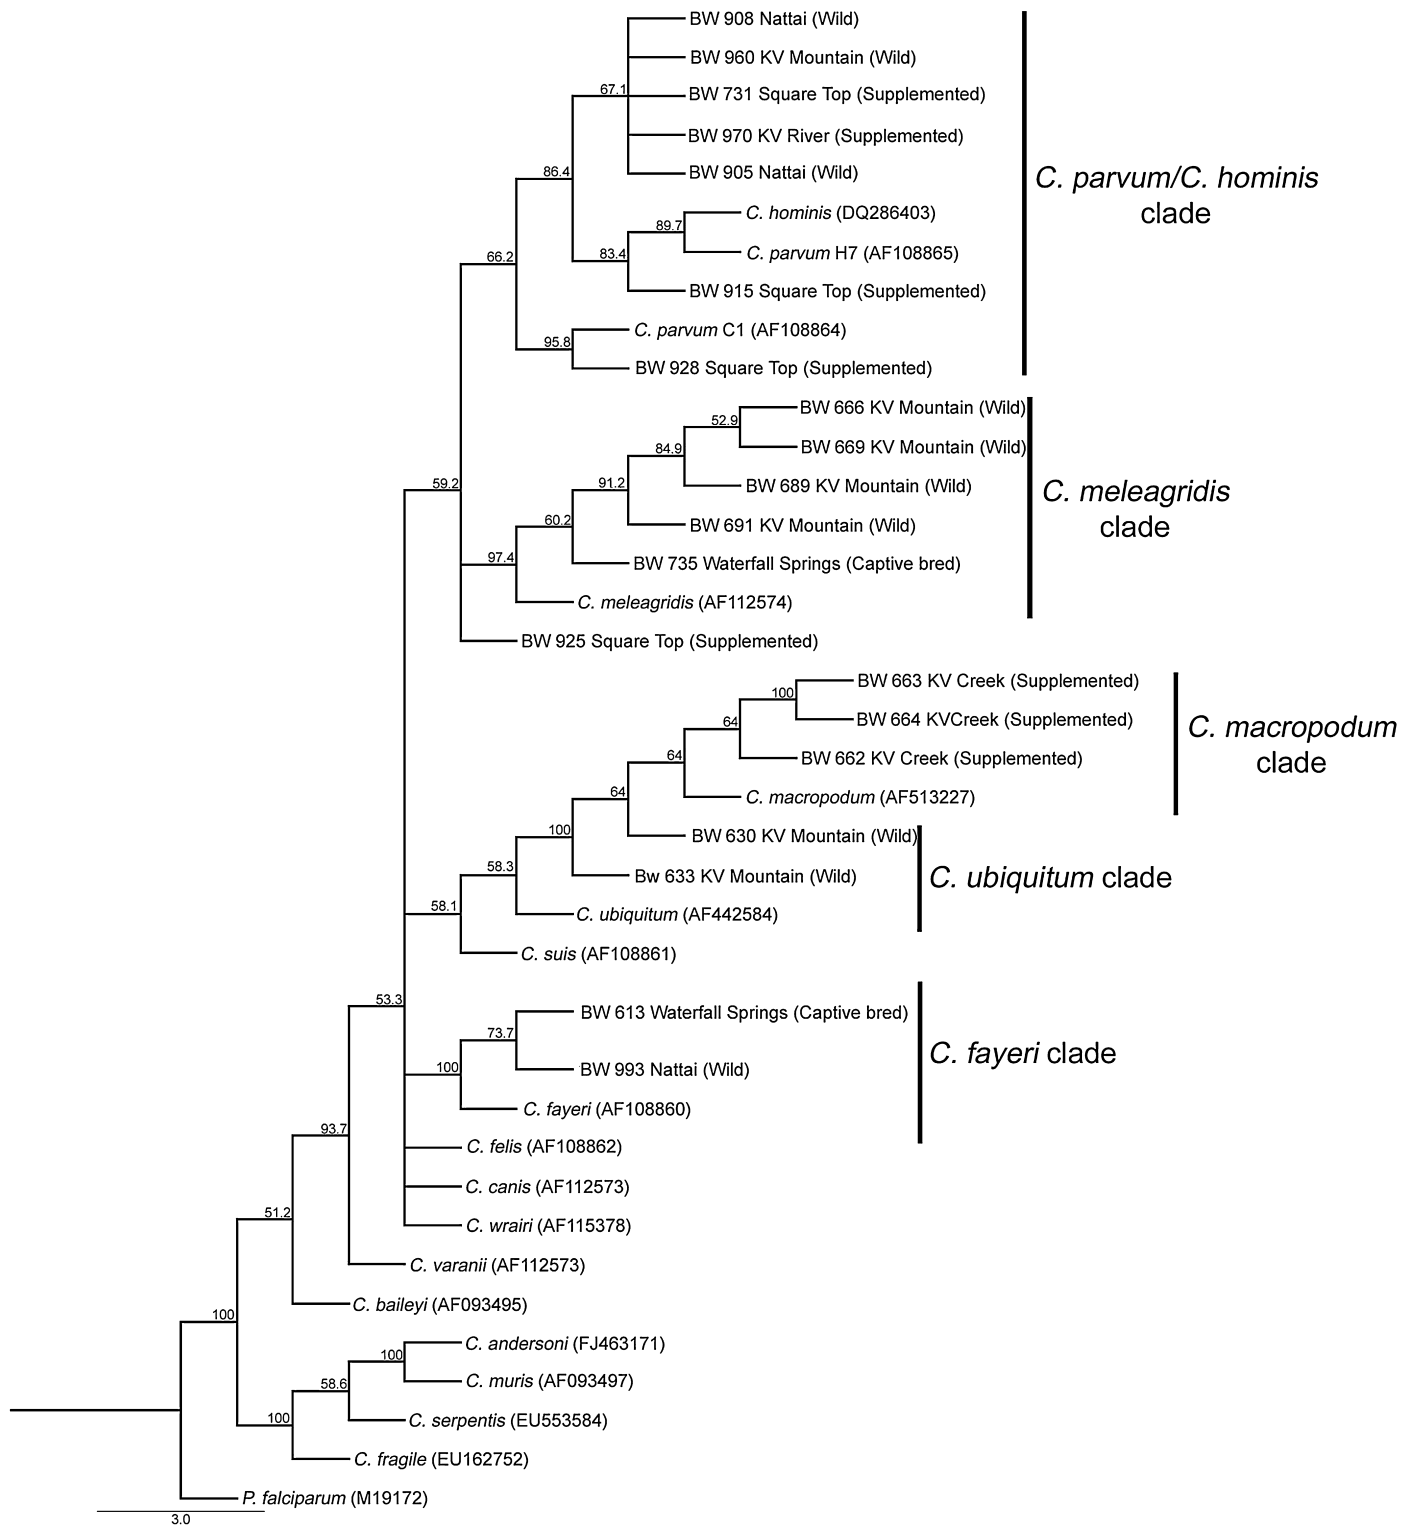 BW 908 Nattai (Wild)
BW 960 KV Mountain (Wild)
67.1
BW 731 Square Top (Supplemented)
BW 970 KV River (Supplemented)
86.4
BW 905 Nattai (Wild)
C. parvum/C. hominis
clade
C. hominis (DQ286403)
89.7
C. parvum H7 (AF108865)
66.2
83.4
BW 915 Square Top (Supplemented)
C. parvum C1 (AF108864)
95.8
BW 928 Square Top (Supplemented)
BW 666 KV Mountain (Wild)
52.9
BW 669 KV Mountain (Wild)
84.9
59.2
91.2
BW 689 KV Mountain (Wild)
C. meleagridis
clade
60.2
BW 691 KV Mountain (Wild)
97.4
BW 735 Waterfall Springs (Captive bred)
C. meleagridis (AF112574)
BW 925 Square Top (Supplemented)
BW 663 KV Creek (Supplemented)
100
BW 664 KVCreek (Supplemented)
64
C. macropodum
clade
64
BW 662 KV Creek (Supplemented)
64
C. macropodum (AF513227)
100
BW 630 KV Mountain (Wild)
58.3
Bw 633 KV Mountain (Wild)
C. ubiquitum clade
58.1
C. ubiquitum (AF442584)
C. suis (AF108861)
53.3
BW 613 Waterfall Springs (Captive bred)
73.7
C. fayeri clade
100
BW 993 Nattai (Wild)
C. fayeri (AF108860)
93.7
C. felis (AF108862)
C. canis (AF112573)
51.2
C. wrairi (AF115378)
C. varanii (AF112573)
C. baileyi (AF093495)
100
C. andersoni (FJ463171)
100
C. muris (AF093497)
58.6
100
C. serpentis (EU553584)
C. fragile (EU162752)
P. falciparum (M19172)
3.0